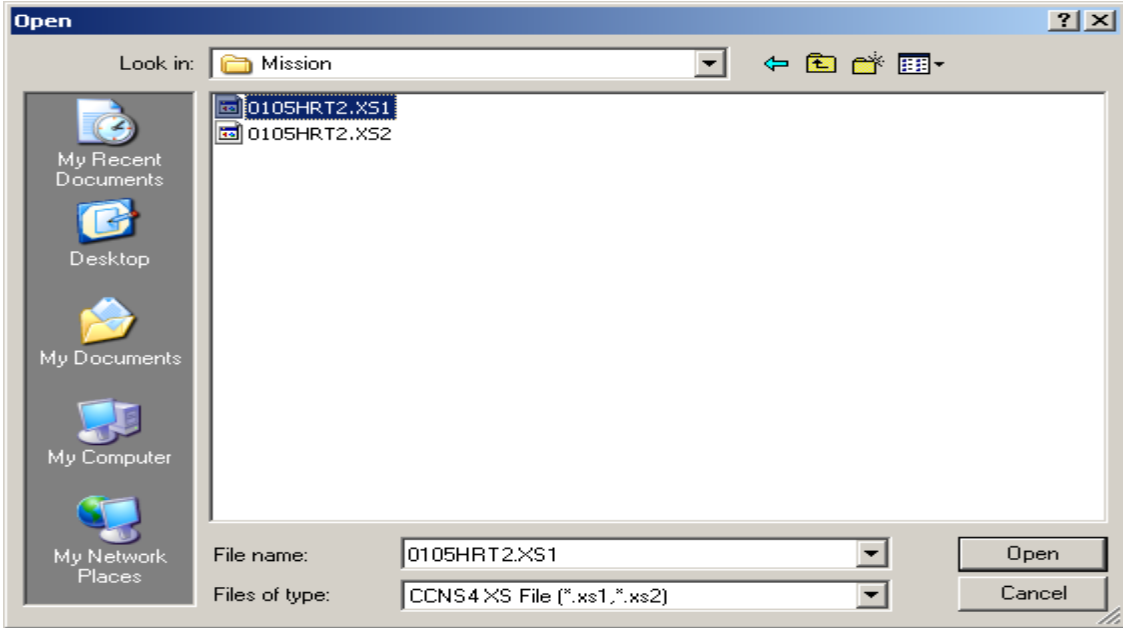 Open
Look in: Mission
My Recent
Documents
Desktop
My Documents
My Computer
My Network
Places
0105HRT2.XS1
0105HRT2.XS2
File name: 0105HRT2.XS1 Open
Files of type: CCNS4 XS File (*.xs1,*.xs2) Cancel